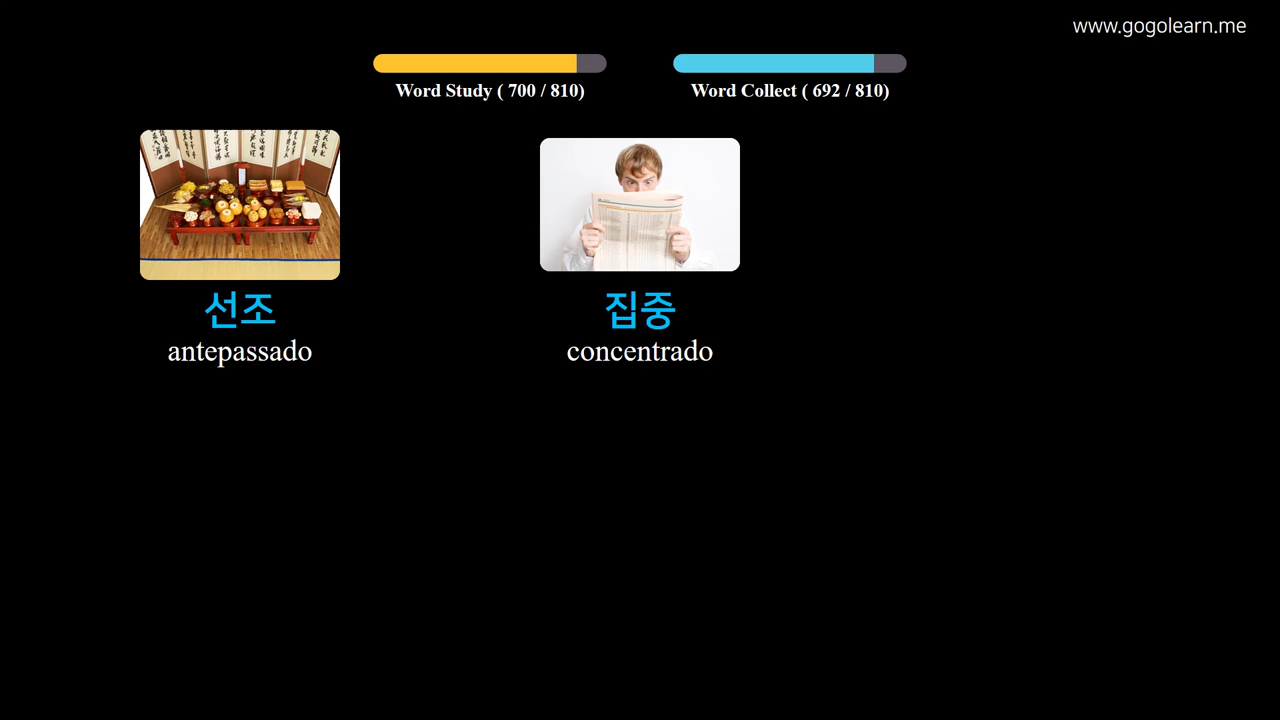 www.gogolearn.me
Word Study ( 700 / 810)
Word Collect ( 692 / 810)
선조
antepassado
집중
concentrado